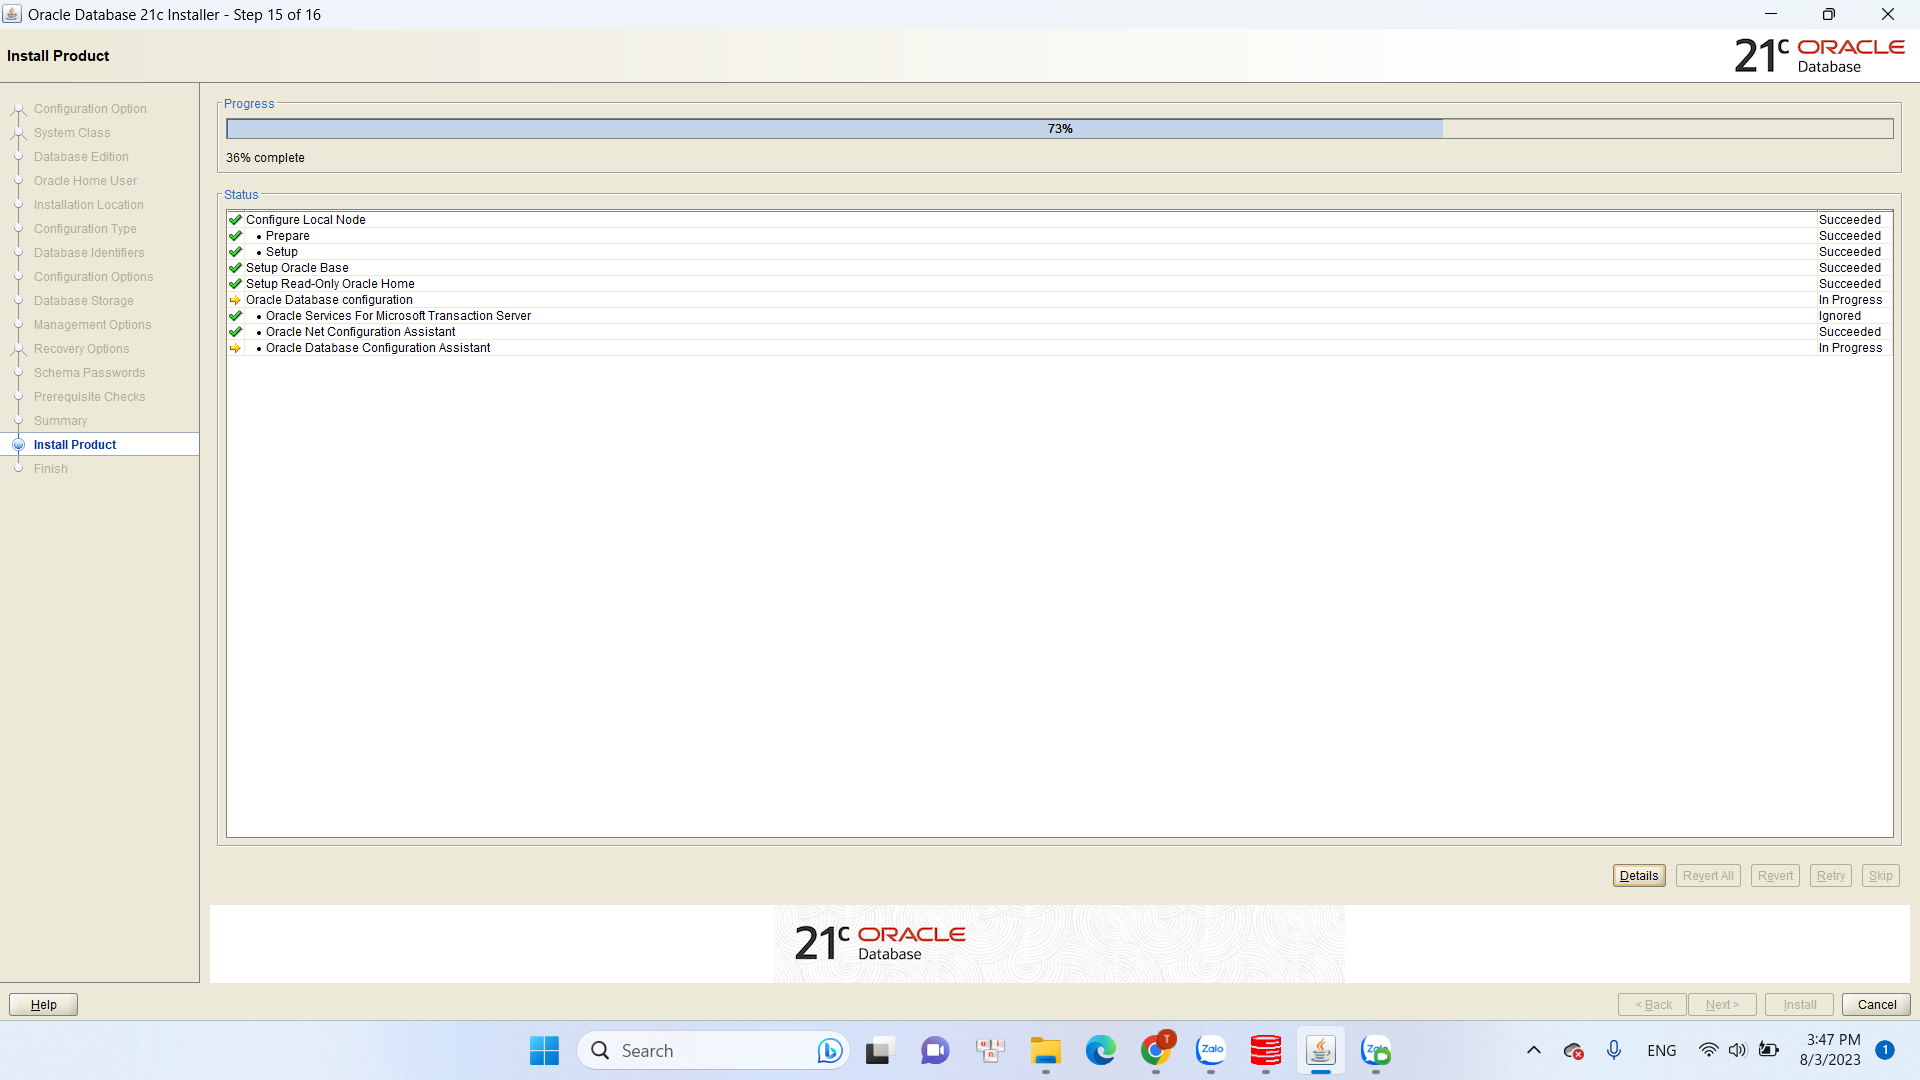 Oracle Database 21c Installer - Step 15 of 16
Install Product
21c ORACLE Database
Configuration Option
System Class
Database Edition
Oracle Home User
Installation Location
Configuration Type
Database Identifiers
Configuration Options
Database Storage
Management Options
Recovery Options
Schema Passwords
Prerequisite Checks
Summary
Install Product
Finish
Progress
73%
36% complete
Status
Configure Local Node Succeeded
• Prepare Succeeded
• Setup Succeeded
Setup Oracle Base Succeeded
Setup Read-Only Oracle Home Succeeded
Oracle Database configuration In Progress
• Oracle Services For Microsoft Transaction Server Ignored
• Oracle Net Configuration Assistant Succeeded
• Oracle Database Configuration Assistant In Progress
Details Revert All Revert Retry Skip
21c ORACLE
Database
Help < Back Next > Install Cancel
Search
T
Zalo
Zalo
ENG
3:47 PM
8/3/2023
1